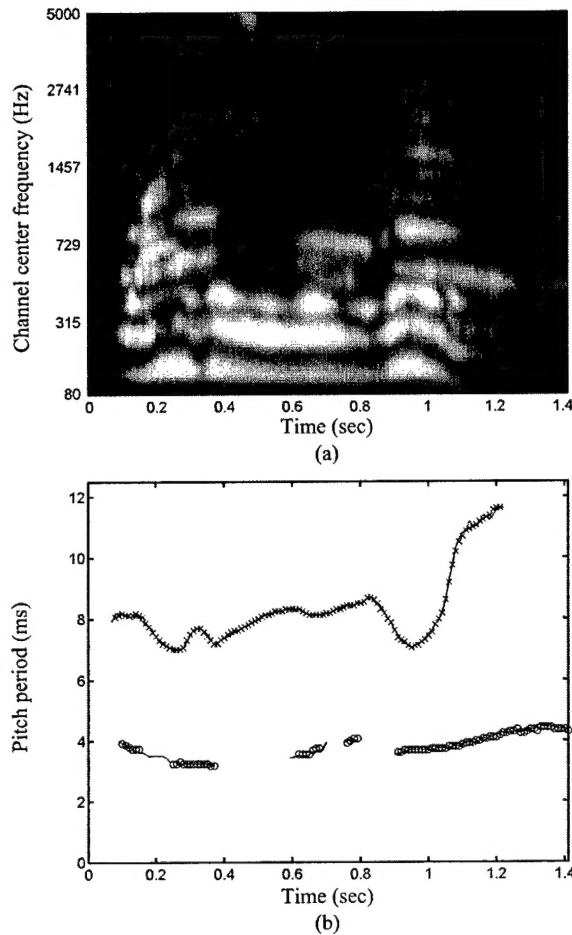 5000
2741
1457
729
315
80
Channel center frequency (Hz)
0 0.2 0.4 0.6 0.8 1 1.2 1.4
Time (sec)
(a)
12
10
8
6
4
2
0
Pitch period (ms)
0 0.2 0.4 0.6 0.8 1 1.2 1.4
Time (sec)
(b)